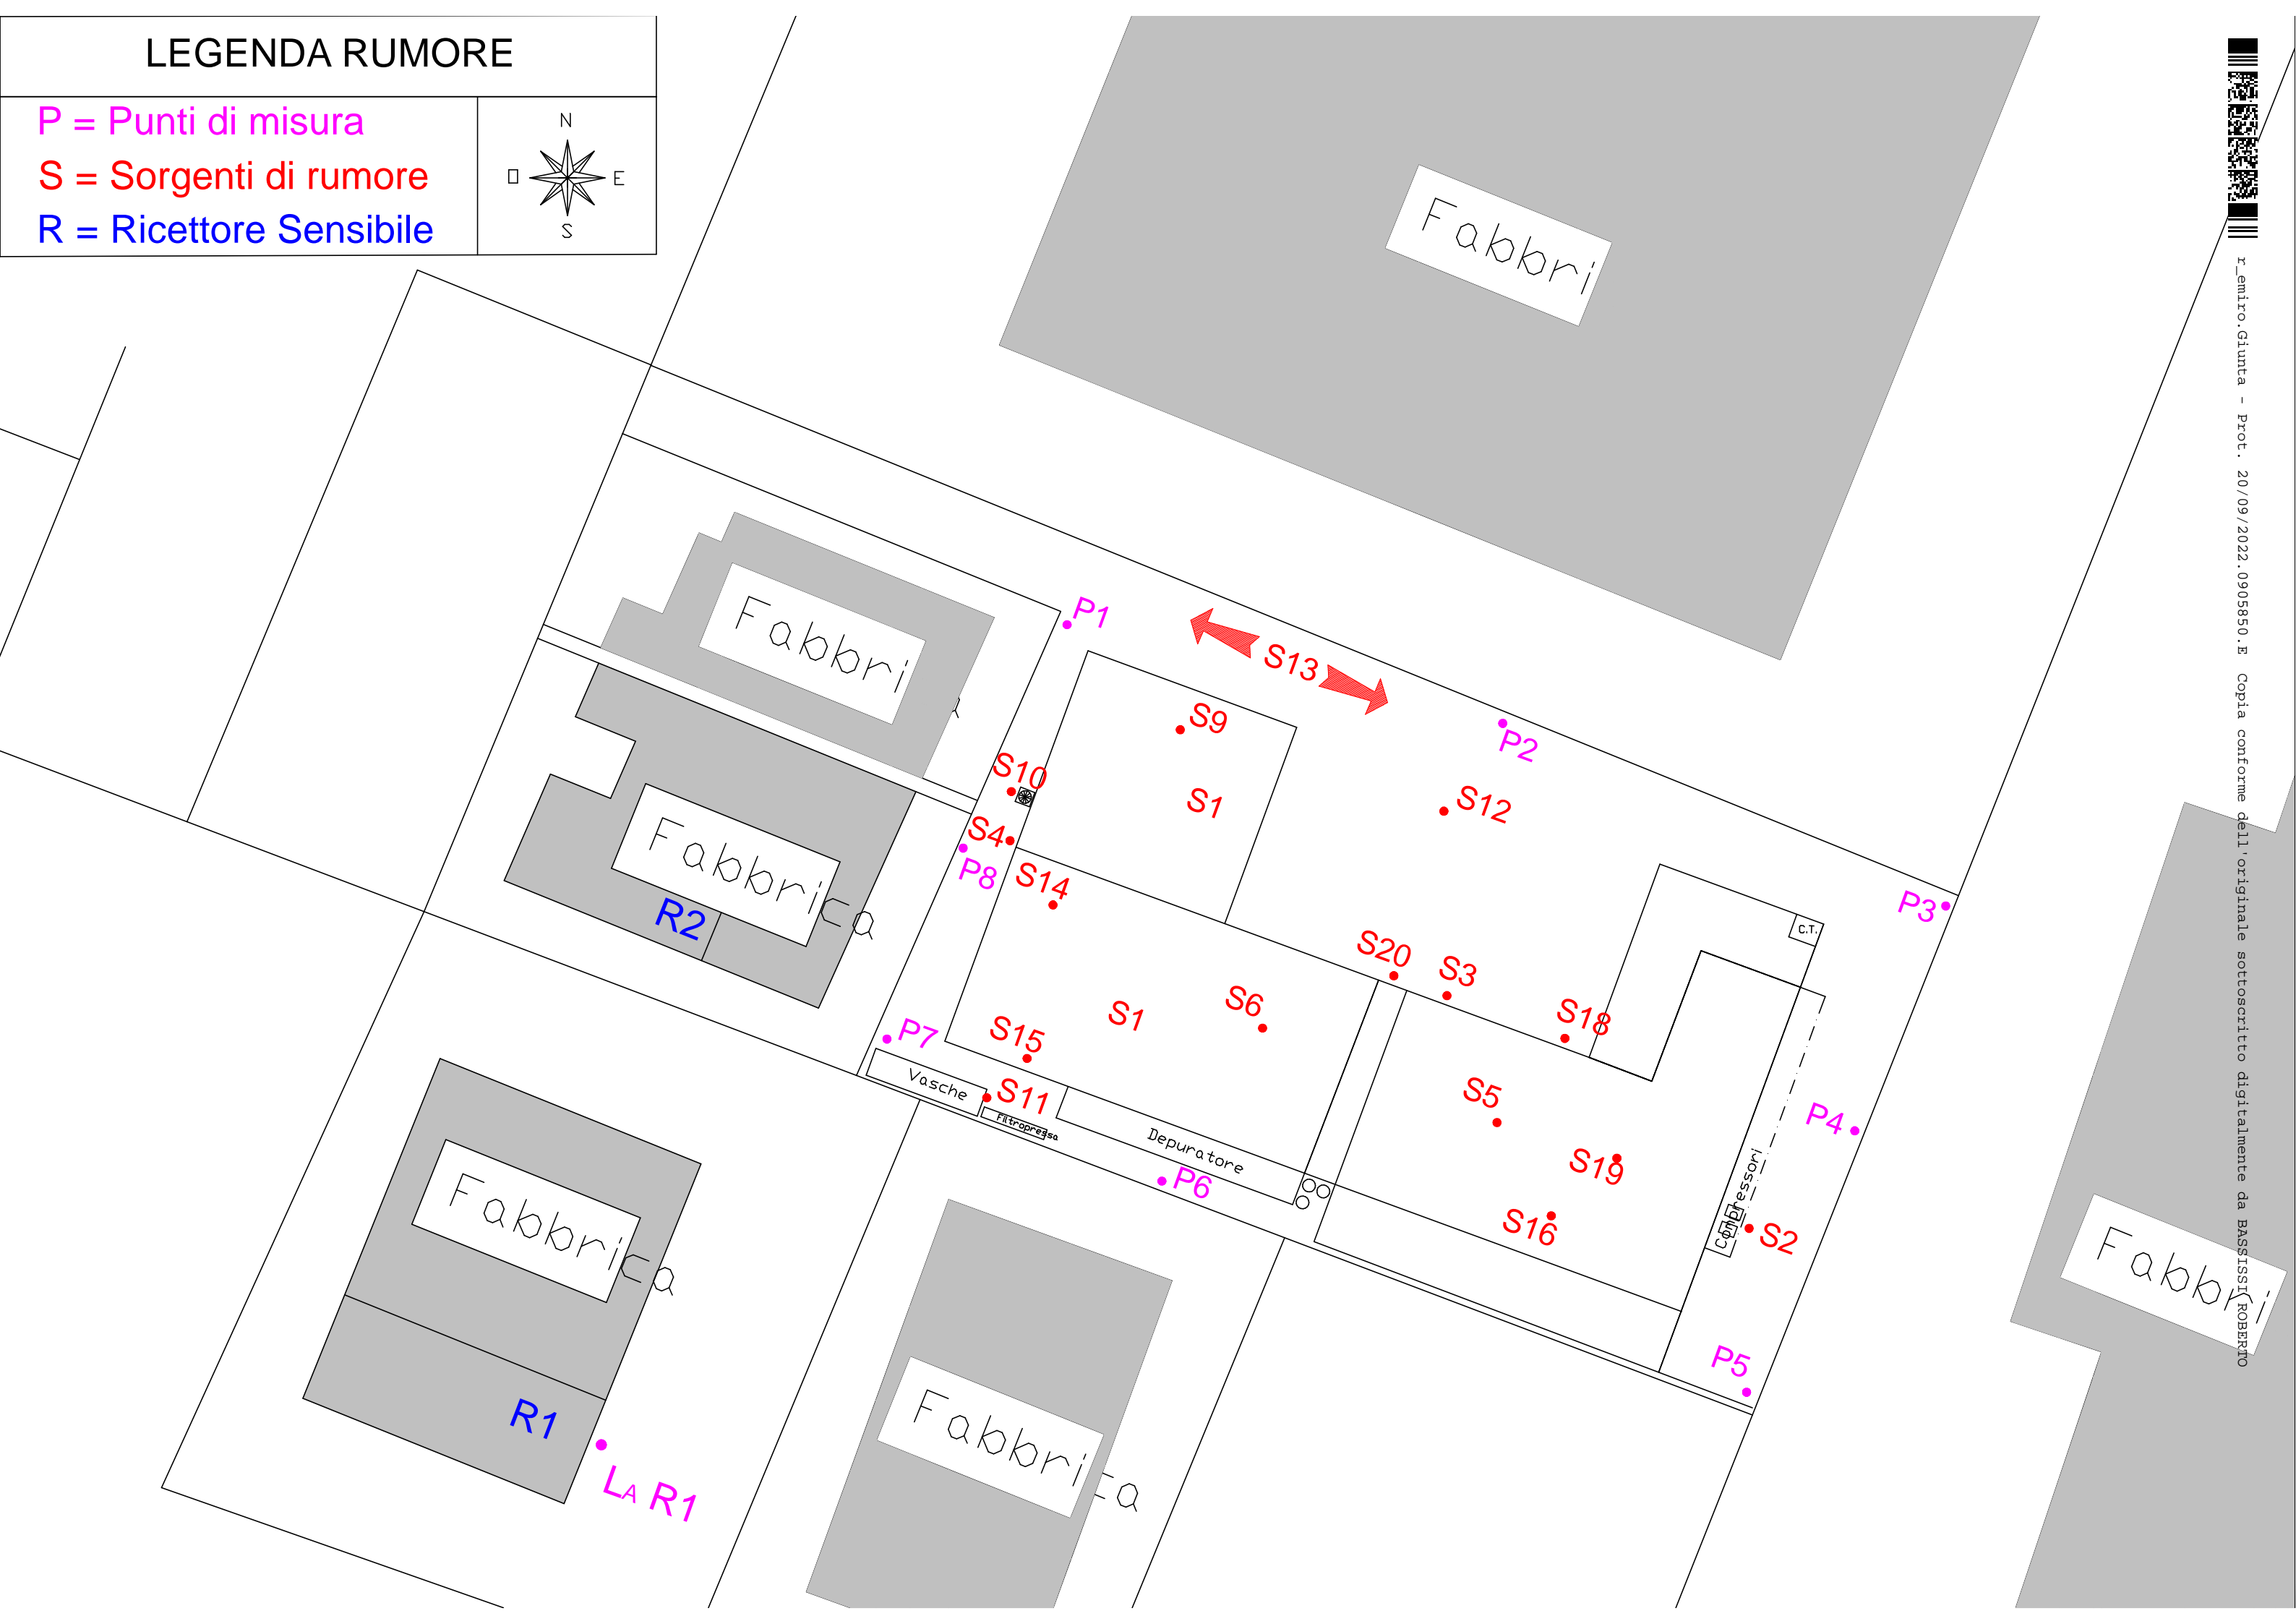 LEGENDA RUMORE
P = Punti di misura
S = Sorgenti di rumore
R = Ricettore Sensibile
N
E
S
Fabbri
r_emiro.Giunta - Prot. 20/09/2022.0905850.E Copia conforme dell'originale sottoscritto digitalmente da BASSISSI ROBERTO
P1
S13
Fabbri
S9
P2
S10
S1
S12
S4
P8
S14
Fabbrica
R2
P3
C.T.
S20
S3
S6
S18
S1
S15
P7
Vasche
S11
Filtropressa
Depuratore
P6
S5
S19
S16
P4
Compressori
S2
Fabbri
P5
Fabbrica
R1
LA R1
Fabbrica